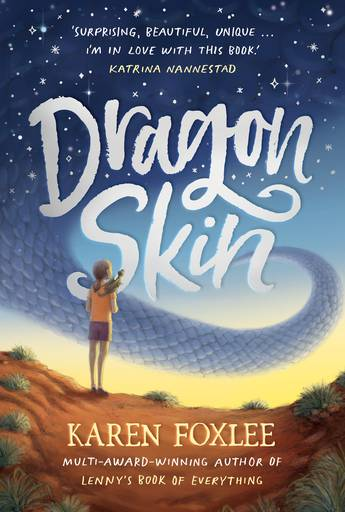 'SURPRISING, BEAUTIFUL, UNIQUE ...
I'M IN LOVE WITH THIS BOOK.'
KATRINA NANNESTAD
Dragon
Skin
KAREN FOXLEE
MULTI-AWARD-WINNING AUTHOR OF
LENNY'S BOOK OF EVERYTHING